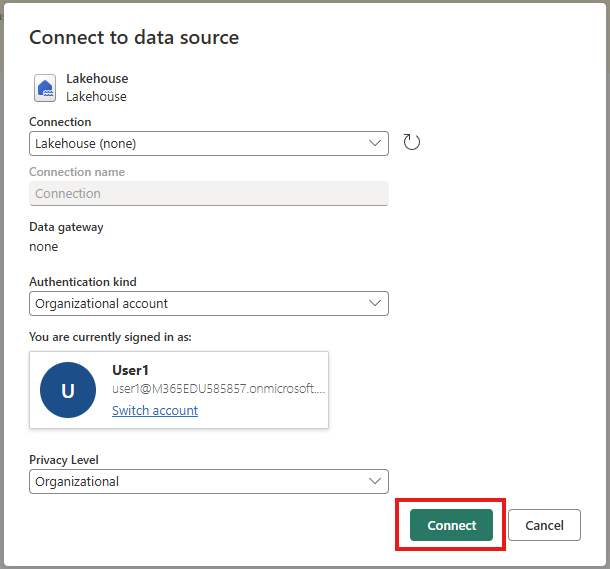 Connect to data source
Lakehouse
Lakehouse
Connection
Lakehouse (none)
Connection name
Connection
Data gateway
none
Authentication kind
Organizational account
You are currently signed in as:
U
User1
user1@M365EDU585857.onmicrosoft....
Switch account
Privacy Level
Organizational
Connect
Cancel